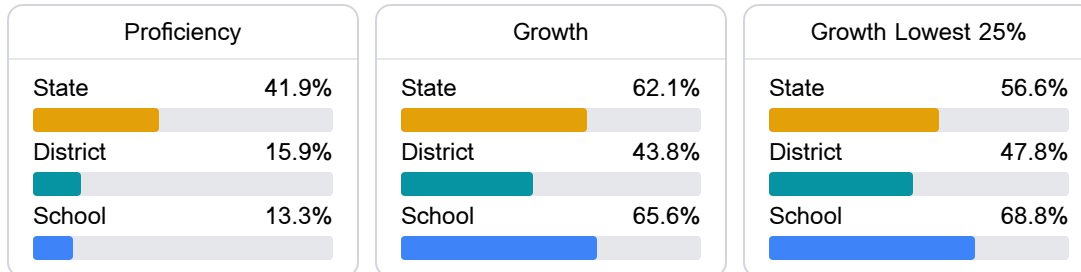 Proficiency
State 41.9%
District 15.9%
School 13.3%
Growth
State 62.1%
District 43.8%
School 65.6%
Growth Lowest 25%
State 56.6%
District 47.8%
School 68.8%